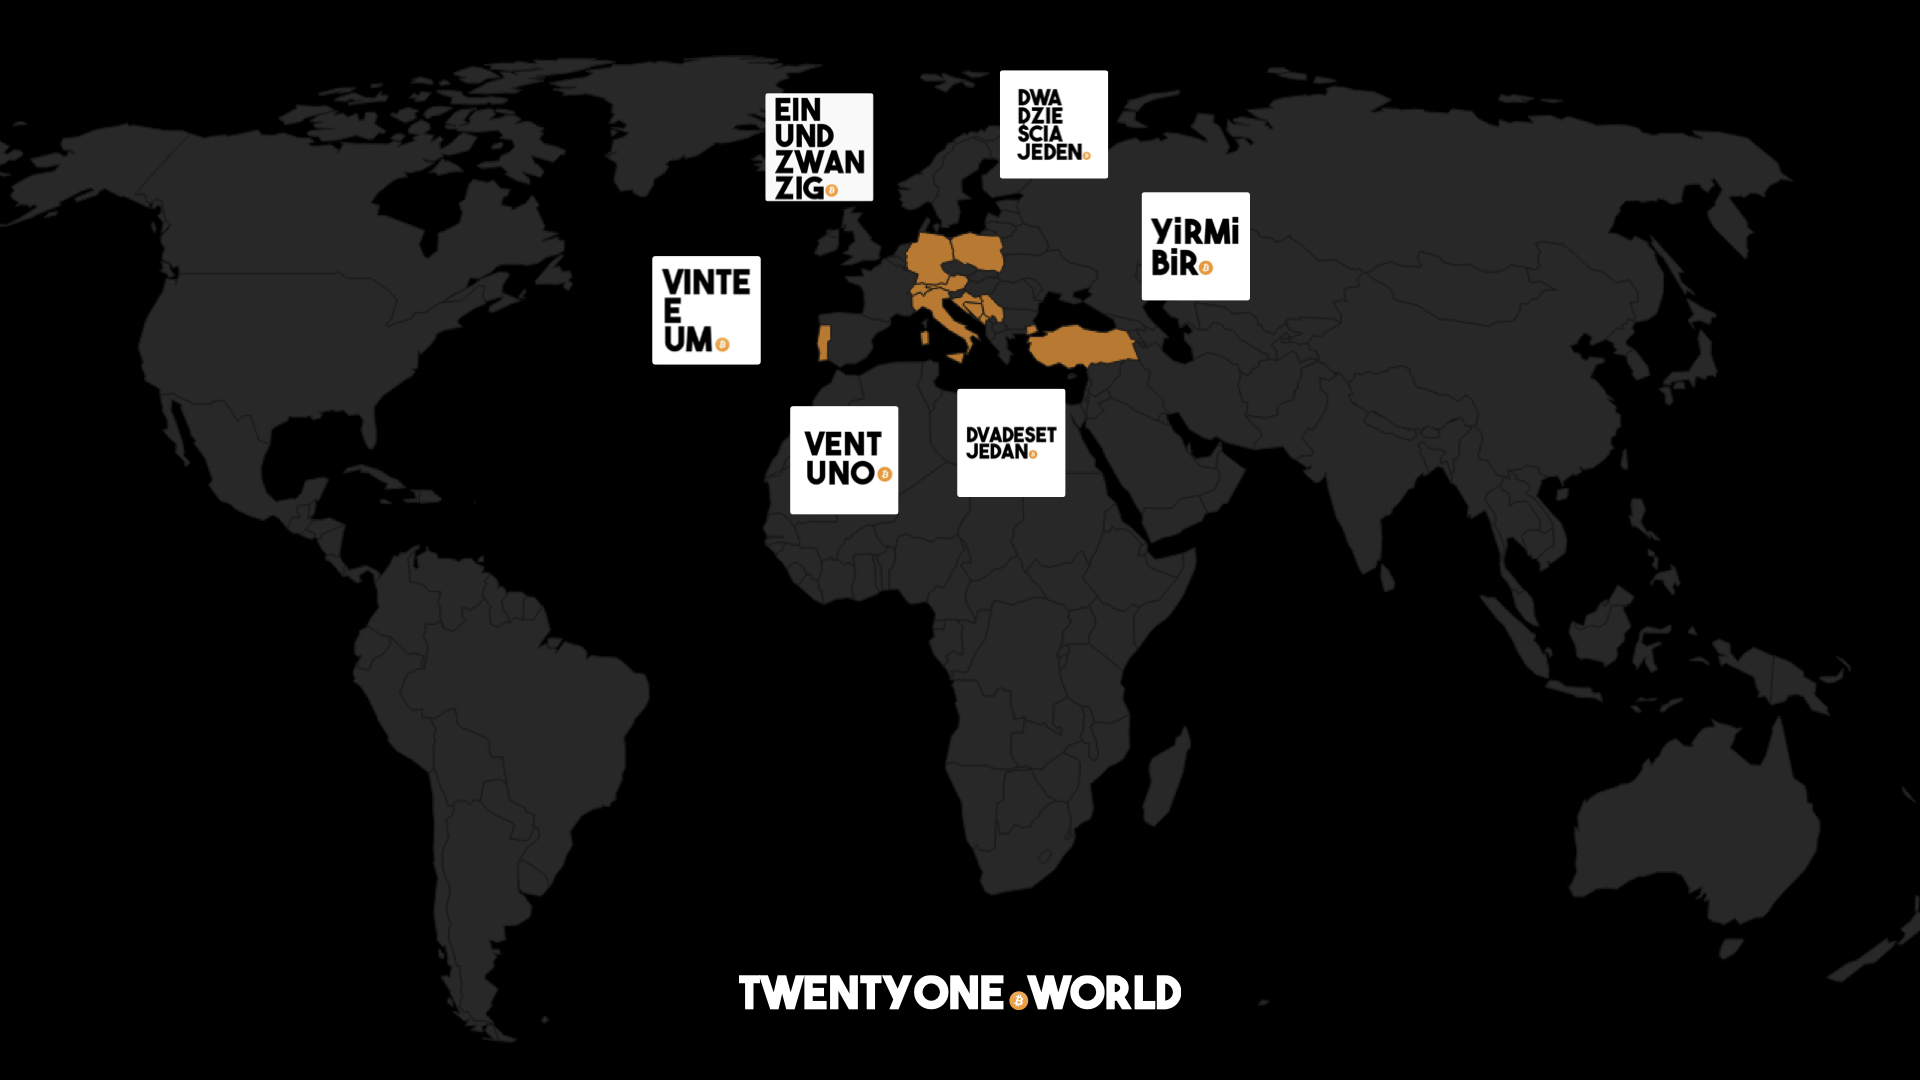 EIN
UND
ZWAN
ZIG
DWA
DZIE
ŚCIA
JEDEN
YiRMi
BiR
VINTE
E
UM
VENT
UNO
DVADESET
JEDAN
TWENTYONE WORLD